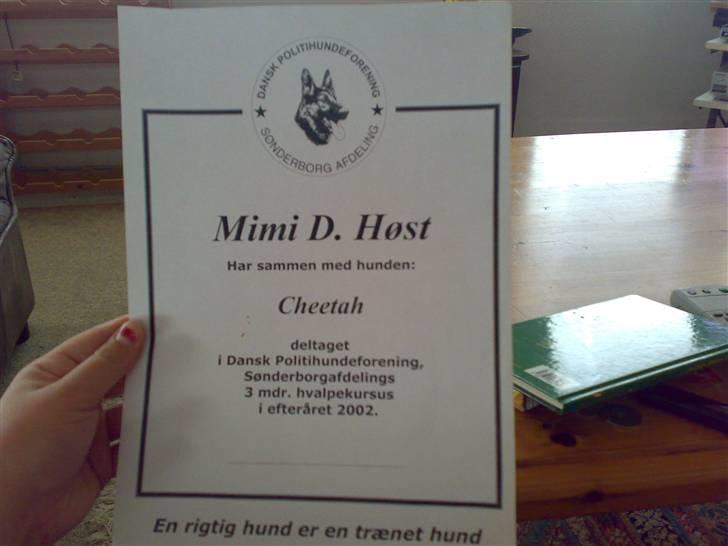 DANSK POLITIHUNDEFORENING
SØNDERBORG AFDELING
Mimi D. Høst
Har sammen med hunden:
Cheetah
deltaget
i Dansk Politihundeforening,
Sønderborgafdelings
3 mdr. hvalpekursus
i efteråret 2002.
En rigtig hund er en trænet hund